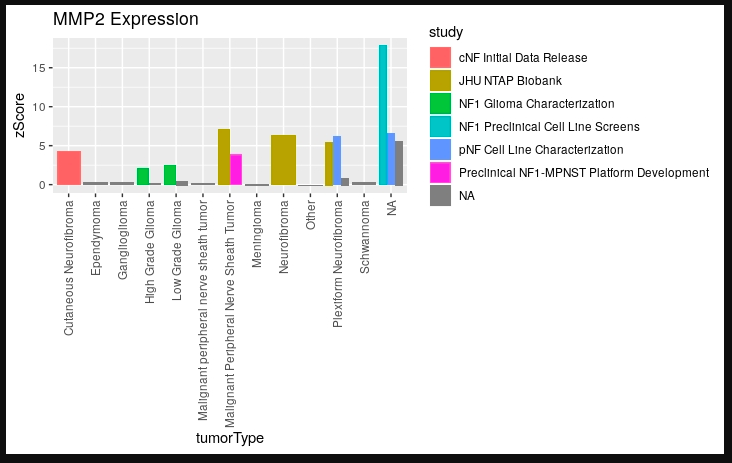 MMP2 Expression
zScore
15
10
5
0
Cutaneous Neurofibroma
Ependymoma
Ganglioglioma
High Grade Glioma
Low Grade Glioma
Malignant peripheral nerve sheath tumor
Malignant Peripheral Nerve Sheath Tumor
Meningioma
Neurofibroma
Other
Plexiform Neurofibroma
Schwannoma
NA
tumorType
study
cNF Initial Data Release
JHU NTAP Biobank
NF1 Glioma Characterization
NF1 Preclinical Cell Line Screens
pNF Cell Line Characterization
Preclinical NF1-MPNST Platform Development
NA